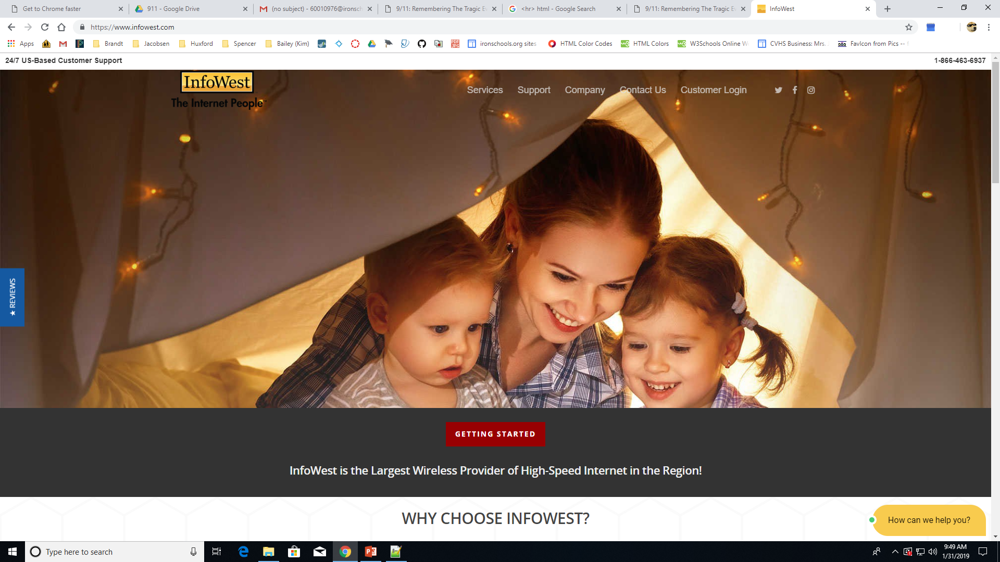 Get to Chrome faster
911 - Google Drive
(no subject) - 60010976@ironsch
9/11: Remembering The Tragic E
<hr> html - Google Search
9/11: Remembering The Tragic Ev
InfoWest
https://www.infowest.com
Apps
Brandt
Jacobsen
Huxford
Spencer
Bailey (Kim)
ironschools.org sites
HTML Color Codes
HTML Colors
W3Schools Online W
CVHS Business: Mrs.
FavIcon from Pics --
24/7 US-Based Customer Support
1-866-463-6937
InfoWest
The Internet People
Services
Support
Company
Contact Us
Customer Login
★ REVIEWS
GETTING STARTED
InfoWest is the Largest Wireless Provider of High-Speed Internet in the Region!
WHY CHOOSE INFOWEST?
How can we help you?
Type here to search
9:49 AM
1/31/2019